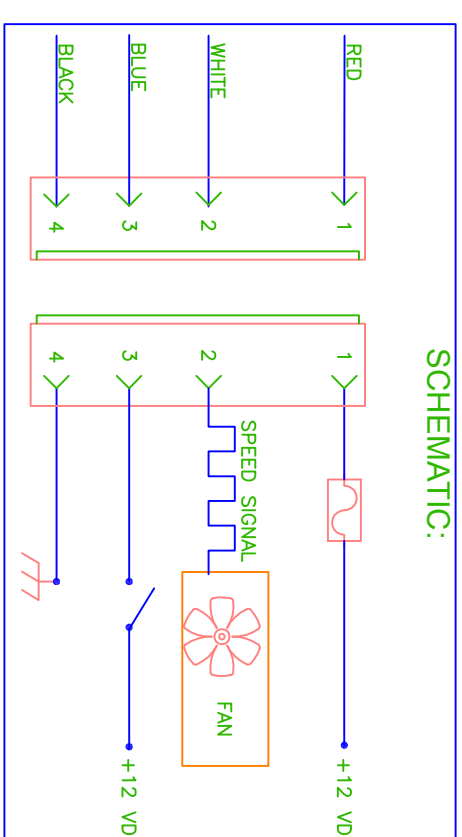 SCHEMATIC:
RED
1
1
+12 VD
WHITE
2
2
SPEED SIGNAL
FAN
BLUE
3
3
+12 VD
BLACK
4
4